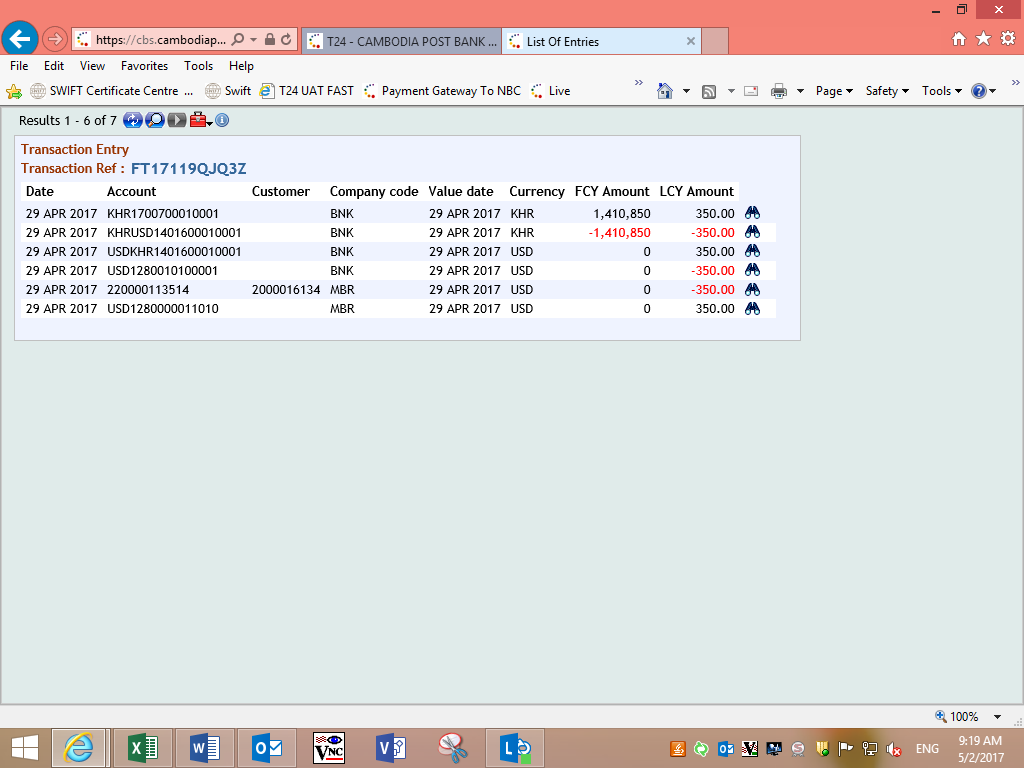 https://cbs.cambodiap...
T24 - CAMBODIA POST BANK ...
List Of Entries
File Edit View Favorites Tools Help
SWIFT Certificate Centre ... Swift T24 UAT FAST Payment Gateway To NBC Live Page Safety Tools
Results 1 - 6 of 7
Transaction Entry
Transaction Ref : FT17119QJQ3Z
Date Account Customer Company code Value date Currency FCY Amount LCY Amount
29 APR 2017 KHR1700700010001 BNK 29 APR 2017 KHR 1,410,850 350.00
29 APR 2017 KHRUSD1401600010001 BNK 29 APR 2017 KHR -1,410,850 -350.00
29 APR 2017 USDKHR1401600010001 BNK 29 APR 2017 USD 0 350.00
29 APR 2017 USD1280010100001 BNK 29 APR 2017 USD 0 -350.00
29 APR 2017 220000113514 2000016134 MBR 29 APR 2017 USD 0 -350.00
29 APR 2017 USD1280000011010 MBR 29 APR 2017 USD 0 350.00
100%
VNC
ENG
9:19 AM
5/2/2017